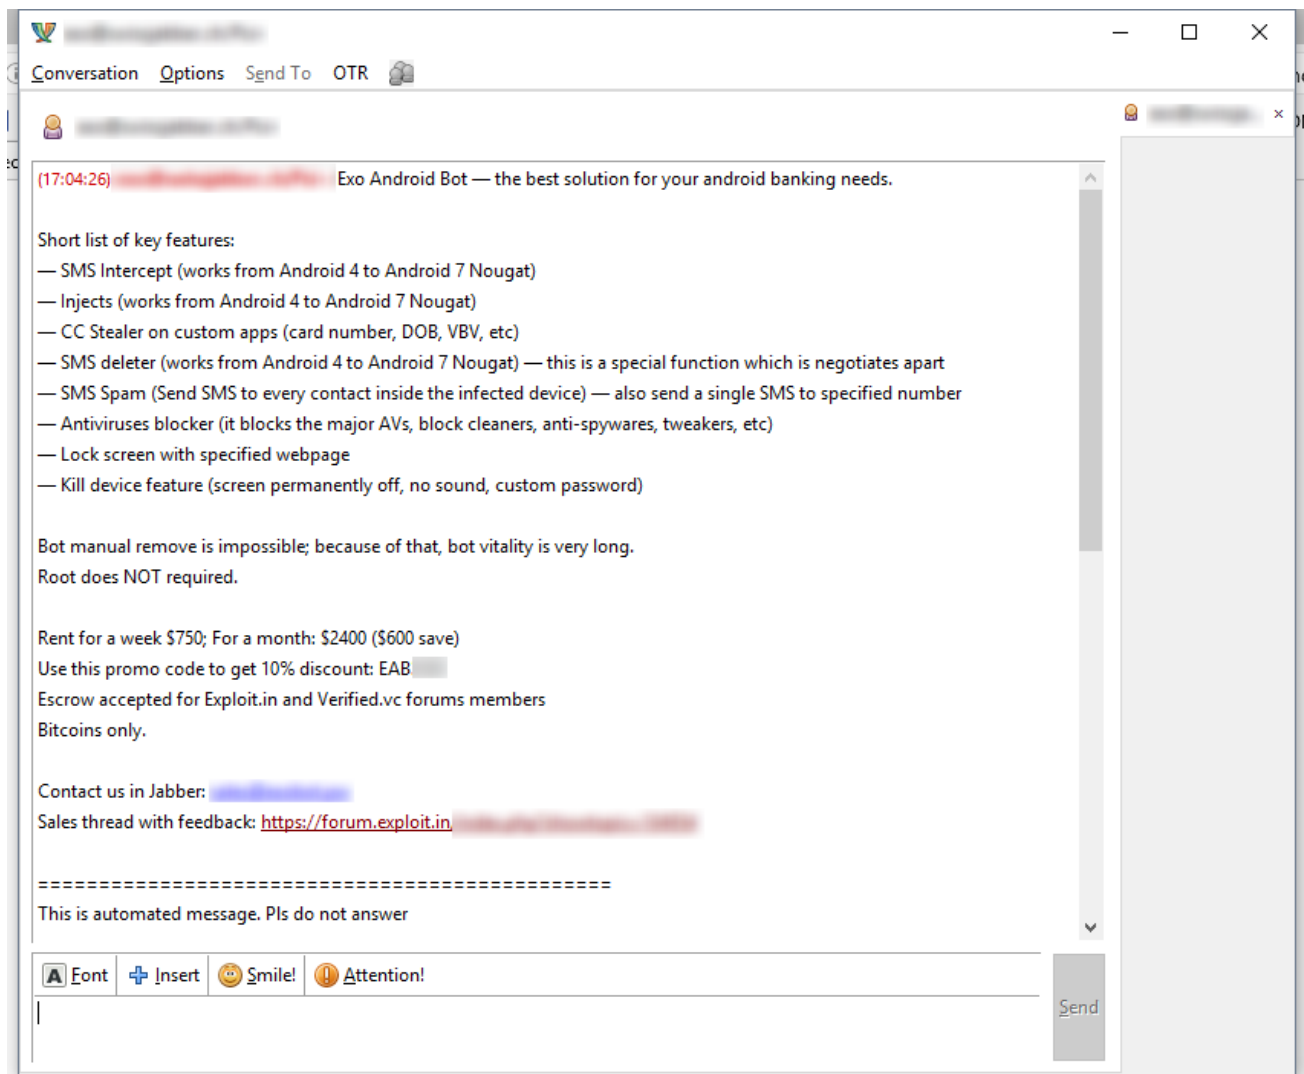 Conversation Options Send To OTR
(17:04:26) Exo Android Bot — the best solution for your android banking needs.
Short list of key features:
— SMS Intercept (works from Android 4 to Android 7 Nougat)
— Injects (works from Android 4 to Android 7 Nougat)
— CC Stealer on custom apps (card number, DOB, VBV, etc)
— SMS deleter (works from Android 4 to Android 7 Nougat) — this is a special function which is negotiates apart
— SMS Spam (Send SMS to every contact inside the infected device) — also send a single SMS to specified number
— Antiviruses blocker (it blocks the major AVs, block cleaners, anti-spywares, tweakers, etc)
— Lock screen with specified webpage
— Kill device feature (screen permanently off, no sound, custom password)
Bot manual remove is impossible; because of that, bot vitality is very long.
Root does NOT required.
Rent for a week $750; For a month: $2400 ($600 save)
Use this promo code to get 10% discount: EAB
Escrow accepted for Exploit.in and Verified.vc forums members
Bitcoins only.
Contact us in Jabber:
Sales thread with feedback: https://forum.exploit.in/
===============================================
This is automated message. Pls do not answer
Font Insert Smile! Attention!
Send